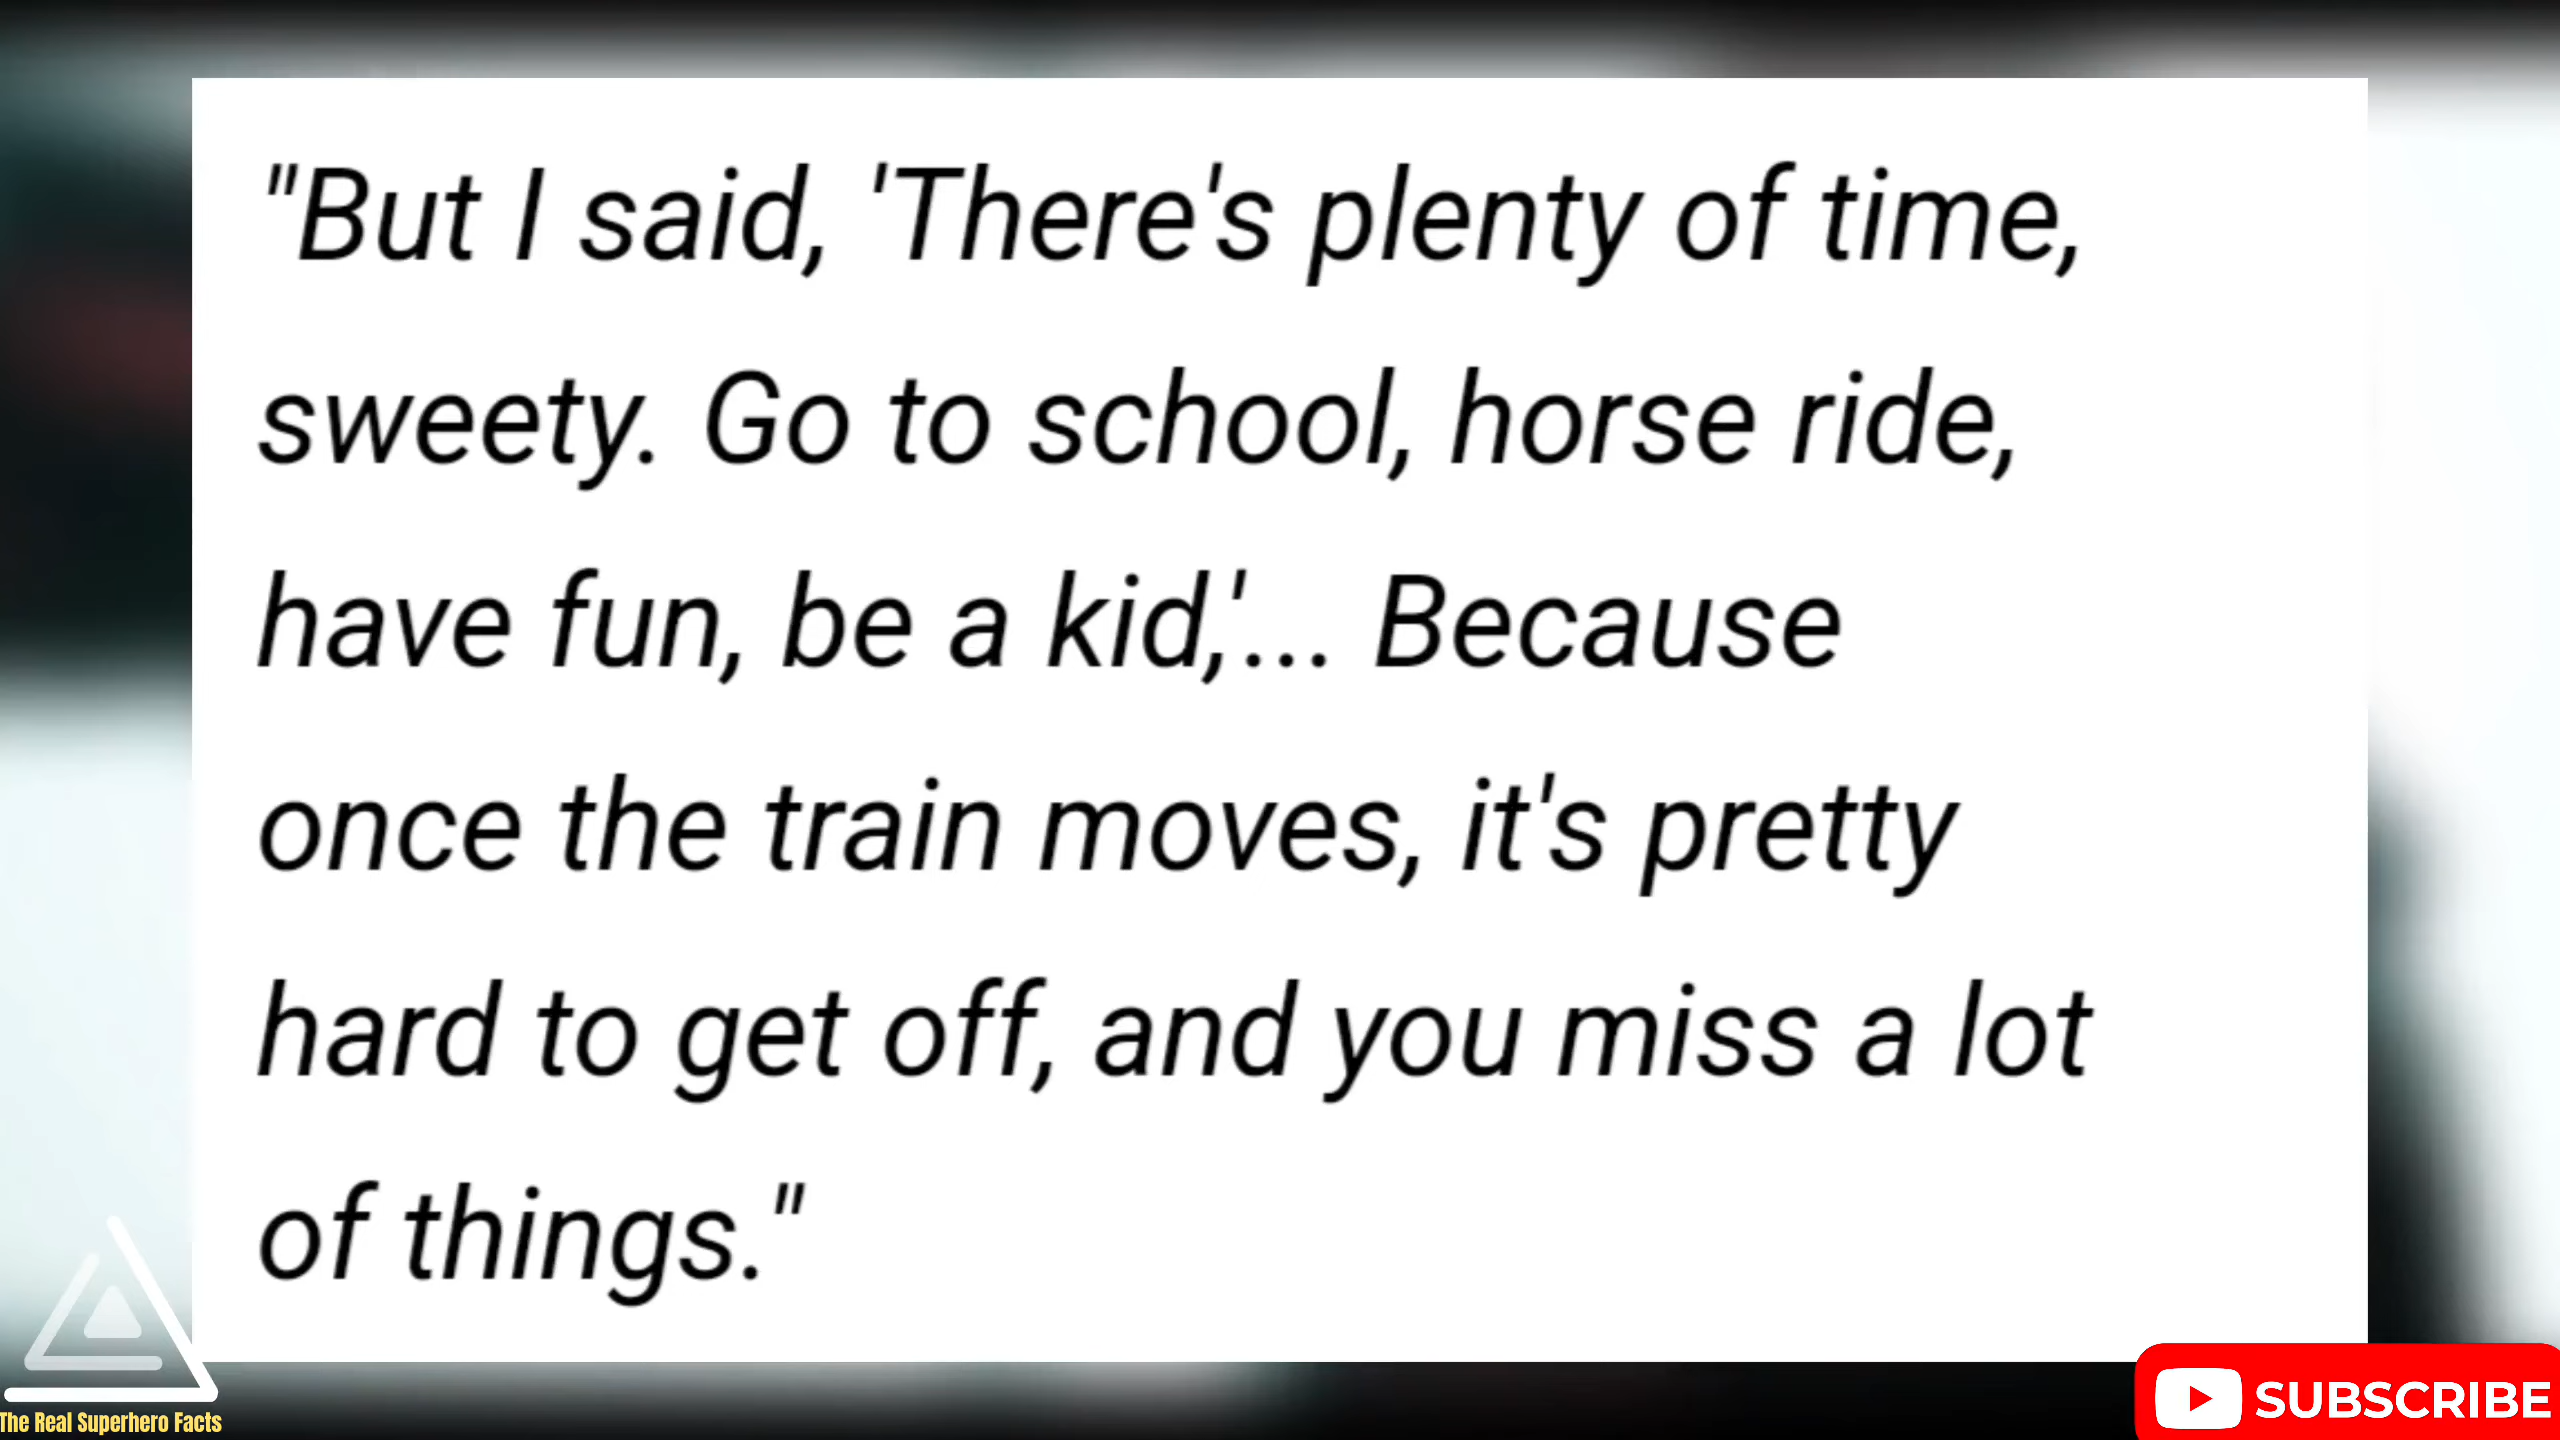 "But I said, 'There's plenty of time,
sweety. Go to school, horse ride,
have fun, be a kid,'... Because
once the train moves, it's pretty
hard to get off, and you miss a lot
of things."
The Real Superhero Facts
SUBSCRIBE